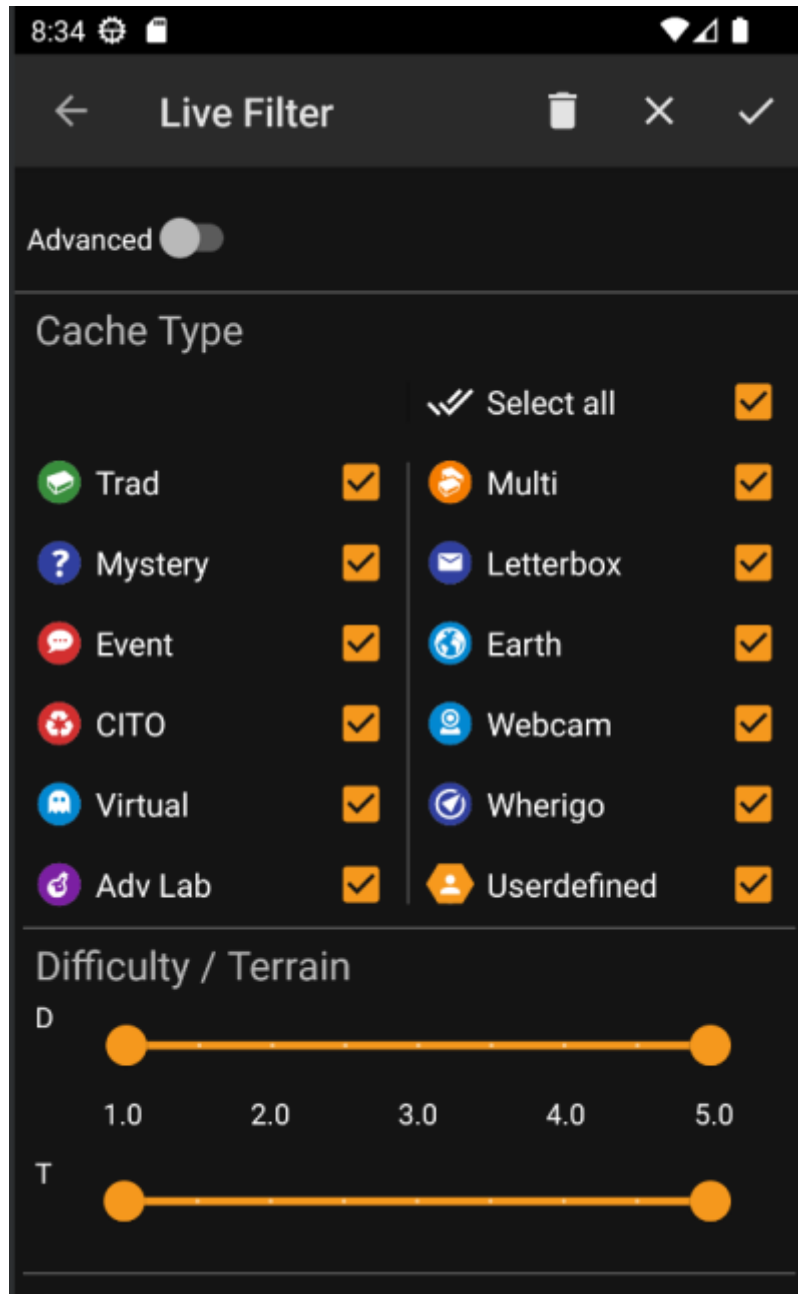 8:34
Live Filter
Advanced
Cache Type
Select all
Trad Multi
Mystery Letterbox
Event Earth
CITO Webcam
Virtual Wherigo
Adv Lab Userdefined
Difficulty / Terrain
D
1.0 2.0 3.0 4.0 5.0
T